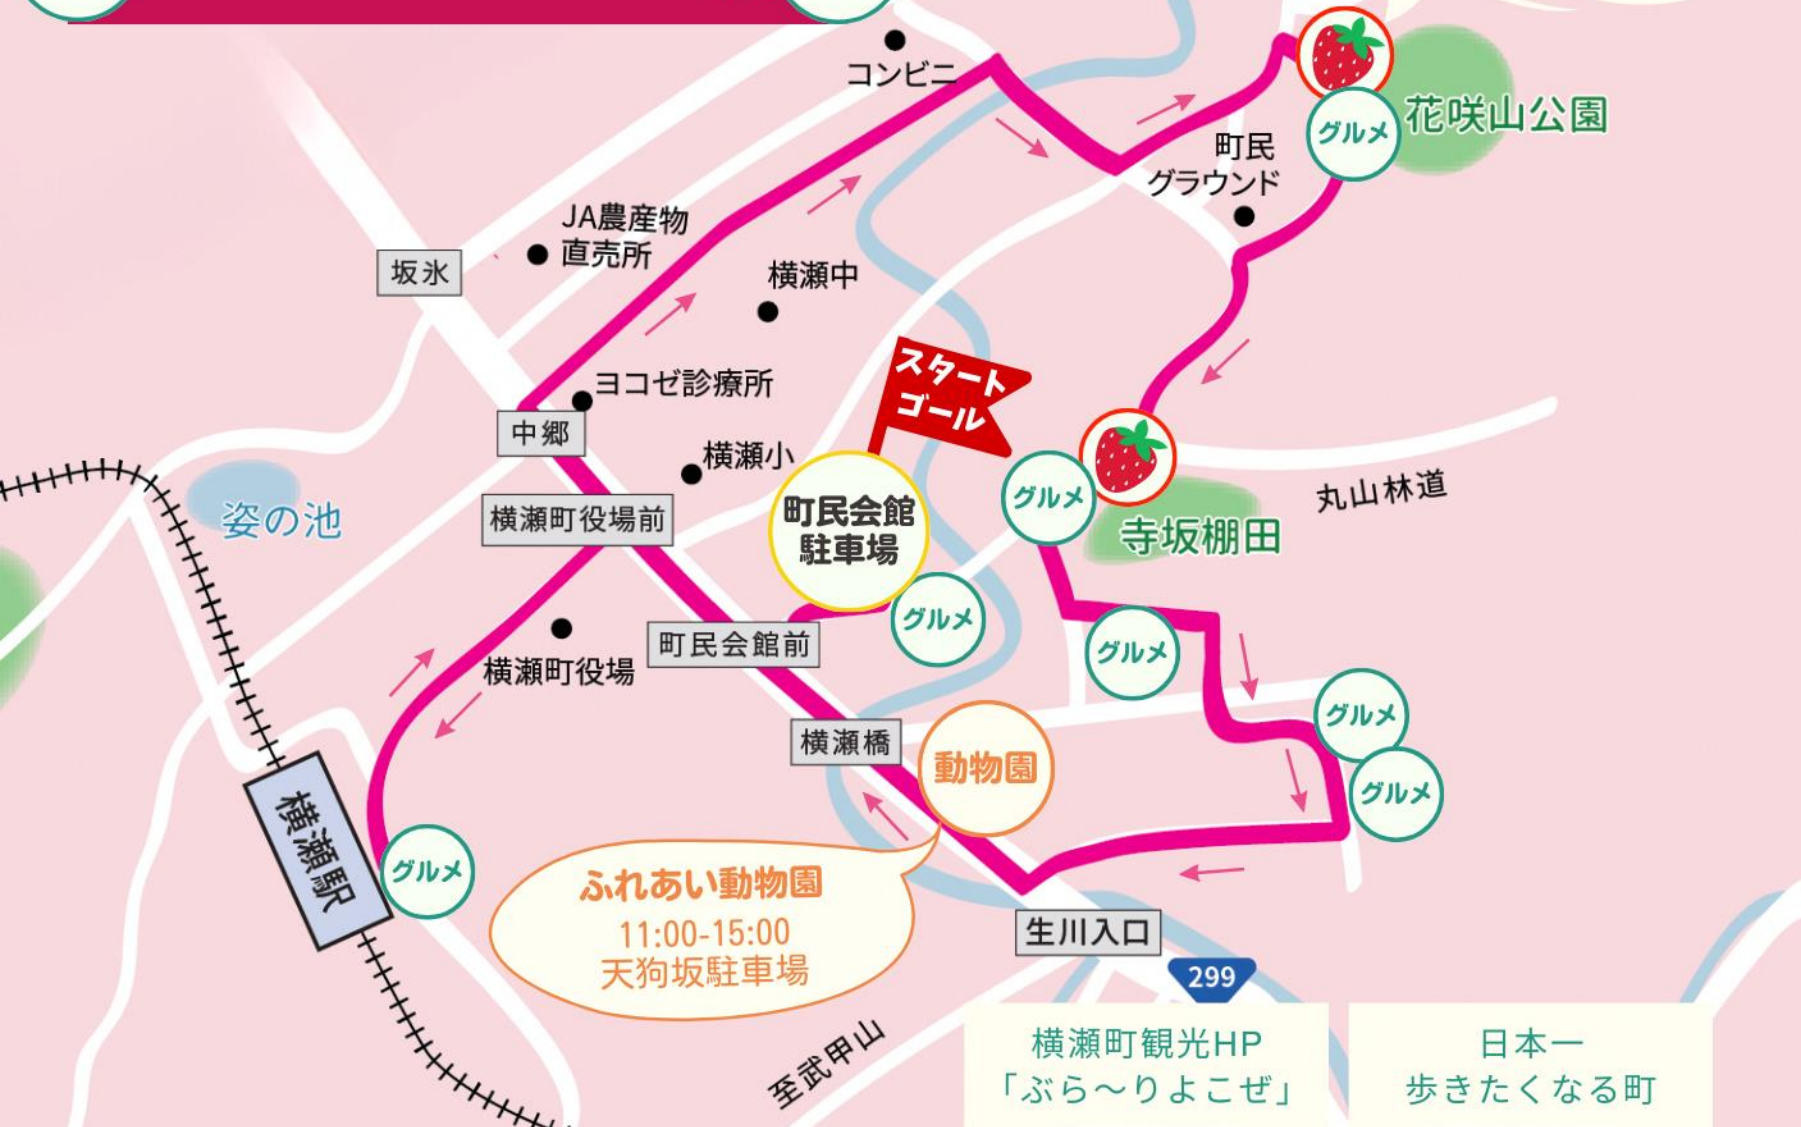 コンビニ
花咲山公園
グルメ
町民
グラウンド
JA農産物
直売所
坂氷
横瀬中
スタート
ゴール
ヨコゼ診療所
中郷
横瀬小
グルメ
丸山林道
寺坂棚田
姿の池
横瀬町役場前
町民会館
駐車場
グルメ
町民会館前
グルメ
横瀬町役場
グルメ
横瀬橋
動物園
グルメ
横瀬駅
グルメ
ふれあい動物園
11:00-15:00
天狗坂駐車場
生川入口
299
至武甲山
横瀬町観光HP
「ぶら〜りよこぜ」
日本一
歩きたくなる町